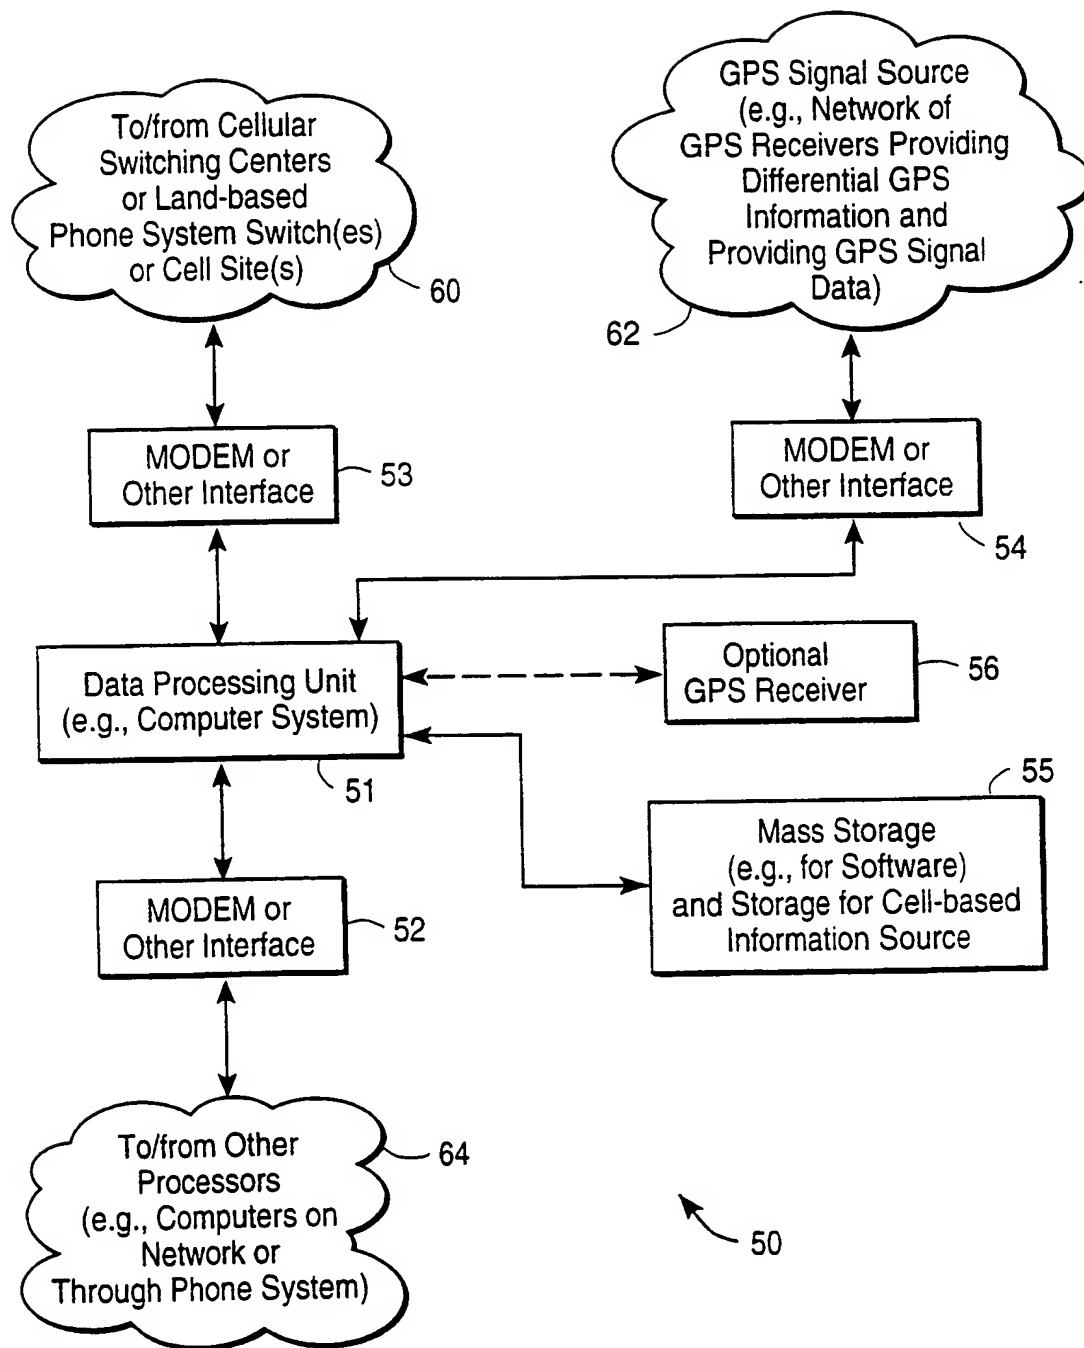 To/from Cellular
Switching Centers
or Land-based
Phone System Switch(es)
or Cell Site(s)
60
GPS Signal Source
(e.g., Network of
GPS Receivers Providing
Differential GPS
Information and
Providing GPS Signal
Data)
62
MODEM or
Other Interface
53
MODEM or
Other Interface
54
Data Processing Unit
(e.g., Computer System)
51
Optional
GPS Receiver
56
55
Mass Storage
(e.g., for Software)
and Storage for Cell-based
Information Source
MODEM or
Other Interface
52
To/from Other
Processors
(e.g., Computers on
Network or
Through Phone System)
64
50